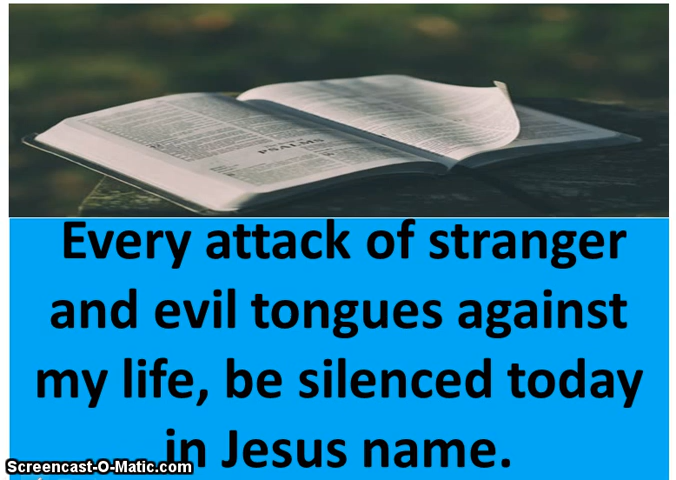 PSALMS
Every attack of stranger
and evil tongues against
my life, be silenced today
in Jesus name.
Screencast-O-Matic.com